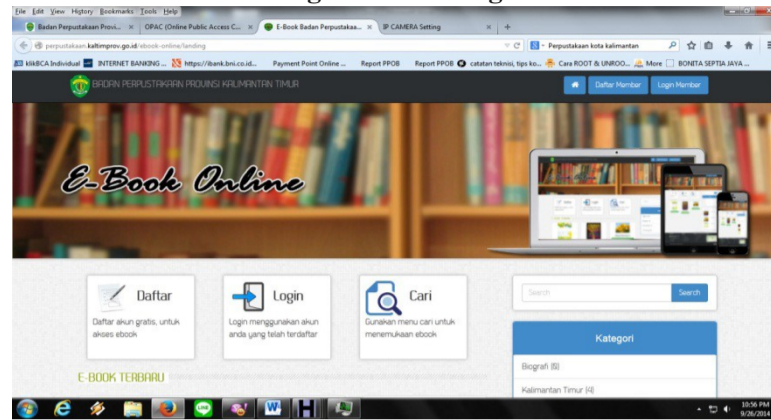 File Edit View History Bookmarks Tools Help
Badan Perpustakaan Provi... × OPAC (Online Public Access C... × E-Book Badan Perpustakaa... × IP CAMERA Setting × +
perpustakaan.kaltimprov.go.id/ebook-online/landing
Perpustakaan kota kalimantan
klikBCA Individual INTERNET BANKING ... https://ibank.bni.co.id... Payment Point Online ... Report PPOB Report PPOB catatan teknisi, tips ko... Cara ROOT & UNROO... More BONITA SEPTIA JAYA ...
BADAN PERPUSTAKAAN PROVINSI KALIMANTAN TIMUR
Daftar Member Login Member
E-Book Online
Daftar
Daftar akun gratis, untuk
akses ebook
Login
Login menggunakan akun
anda yang telah terdaftar
Cari
Gunakan menu cari untuk
menemukaan ebook
Search Search
Kategori
Biografi (6)
Kalimantan Timur (4)
E-BOOK TERBARU
10:56 PM
9/26/2014